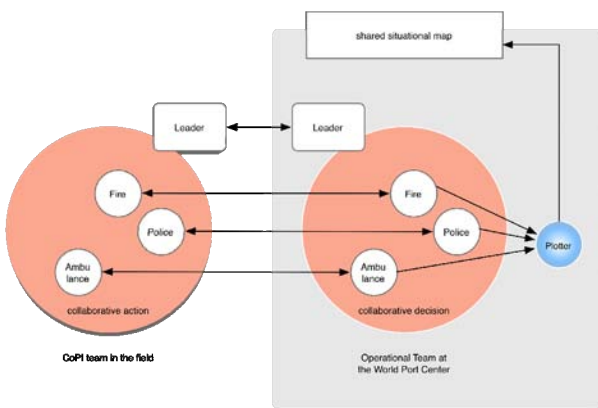 shared situational map
Leader
Leader
Fire
Fire
Police
Police
Plotter
Ambu
lance
Ambu
lance
collaborative action
collaborative decision
CoPI team in the field
Operational Team at
the World Port Center